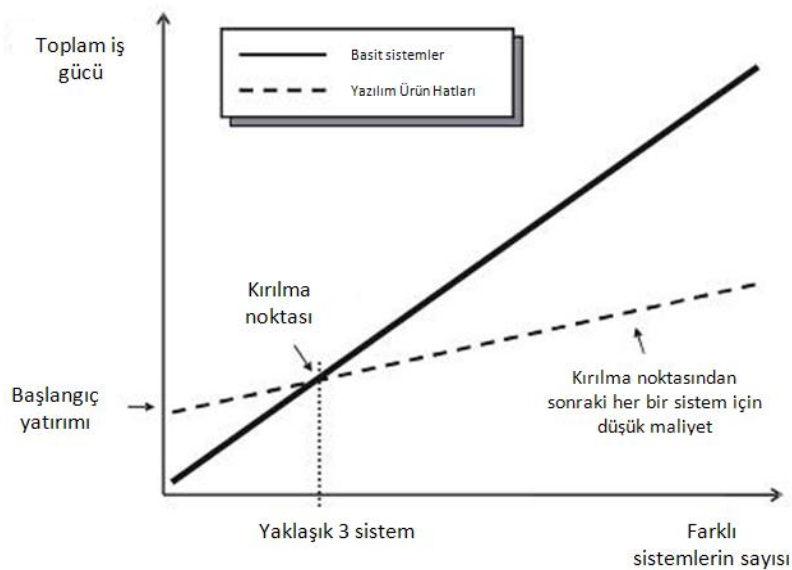 Toplam iş
gücü
Basit sistemler
Yazılım Ürün Hatları
Kırılma
noktası
Başlangıç
yatırımı
Kırılma noktasından
sonraki her bir sistem için
düşük maliyet
Yaklaşık 3 sistem
Farklı
sistemlerin sayısı